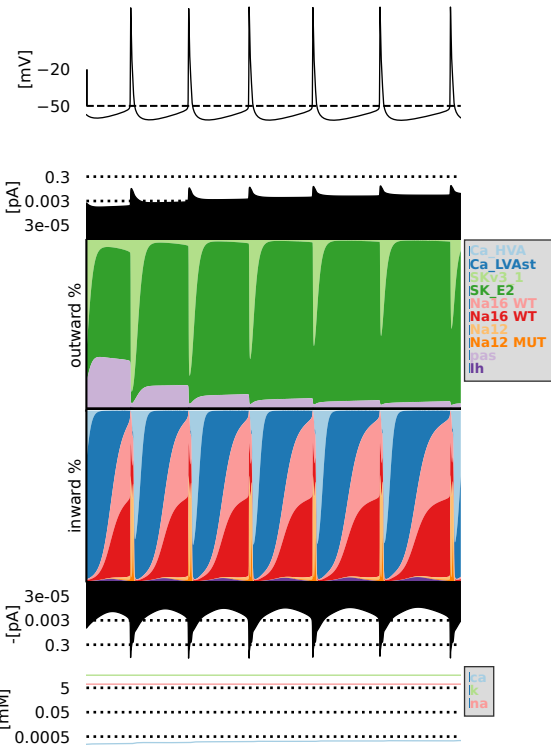 [mV]
−20
−50
[pA]
0.3
0.003
3e-05
outward %
Ca_HVA
Ca_LVAst
SKv3_1
SK_E2
Na16 WT
Na16 WT
Na12
Na12 MUT
pas
Ih
inward %
-[pA]
3e-05
0.003
0.3
[mM]
5
0.05
0.0005
ca
k
na